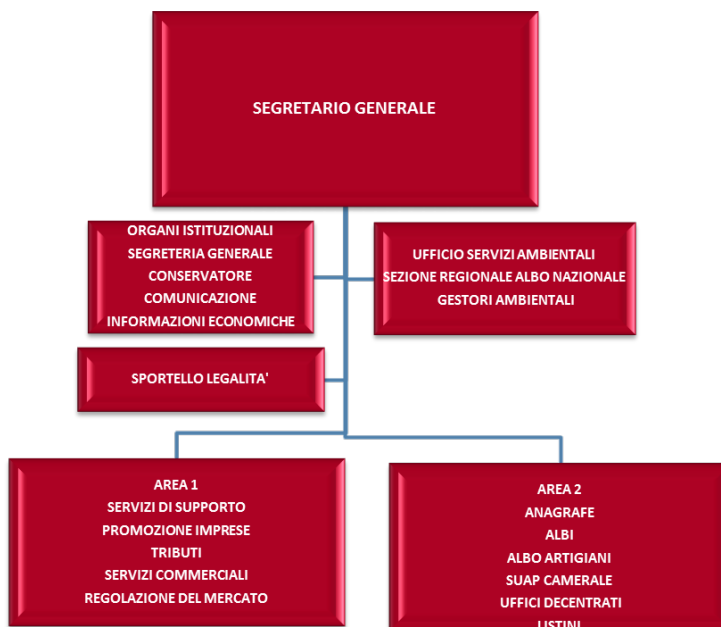 SEGRETARIO GENERALE
ORGANI ISTITUZIONALI
SEGRETERIA GENERALE
CONSERVATORE
COMUNICAZIONE
INFORMAZIONI ECONOMICHE
UFFICIO SERVIZI AMBIENTALI
SEZIONE REGIONALE ALBO NAZIONALE
GESTORI AMBIENTALI
SPORTELLO LEGALITA'
AREA 1
SERVIZI DI SUPPORTO
PROMOZIONE IMPRESE
TRIBUTI
SERVIZI COMMERCIALI
REGOLAZIONE DEL MERCATO
AREA 2
ANAGRAFE
ALBI
ALBO ARTIGIANI
SUAP CAMERALE
UFFICI DECENTRATI
LISTINI